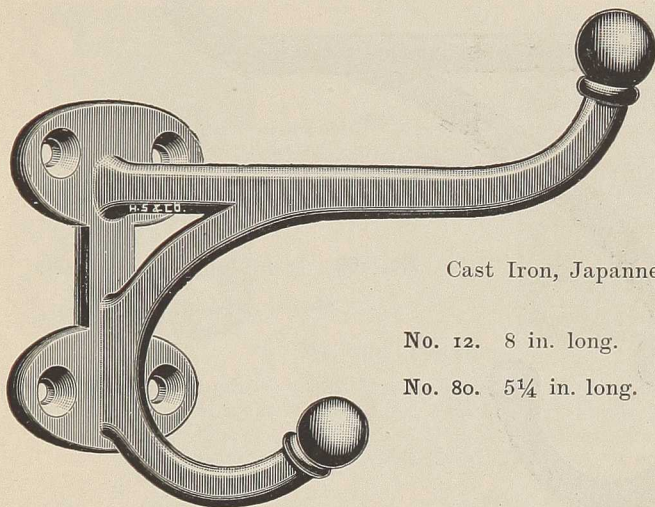 H.S & CO.
Cast Iron, Japanne
No. 12. 8 in. long.
No. 80. 5¼ in. long.